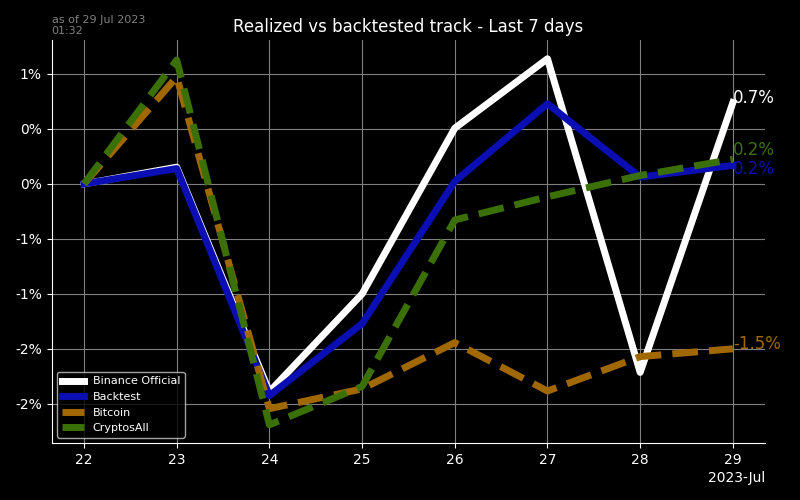 as of 29 Jul 2023
01:32
Realized vs backtested track - Last 7 days
1%
0%
0%
-1%
-1%
-2%
-2%
0.7%
0.2%
0.2%
-1.5%
Binance Official
Backtest
Bitcoin
CryptosAll
22 23 24 25 26 27 28 29
2023-Jul